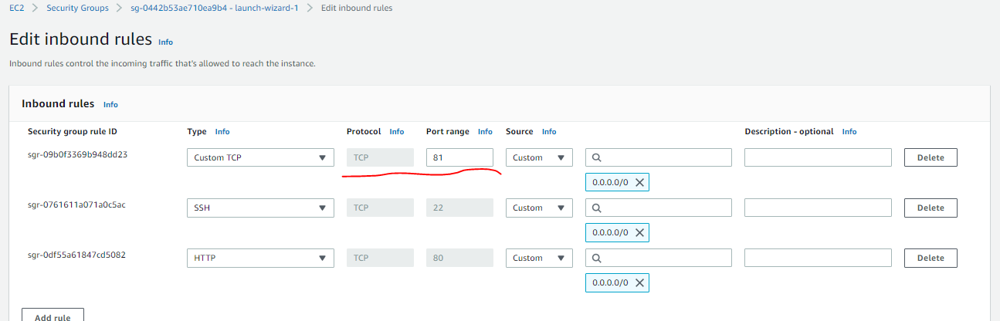 EC2 > Security Groups > sg-0442b53ae710ea9b4 - launch-wizard-1 > Edit inbound rules
Edit inbound rules Info
Inbound rules control the incoming traffic that's allowed to reach the instance.
Inbound rules Info
Security group rule ID Type Info Protocol Info Port range Info Source Info Description - optional Info
sgr-09b0f3369b948dd23 Custom TCP TCP 81 Custom Delete
0.0.0.0/0
sgr-0761611a071a0c5ac SSH TCP 22 Custom Delete
0.0.0.0/0
sgr-0df55a61847cd5082 HTTP TCP 80 Custom Delete
0.0.0.0/0
Add rule